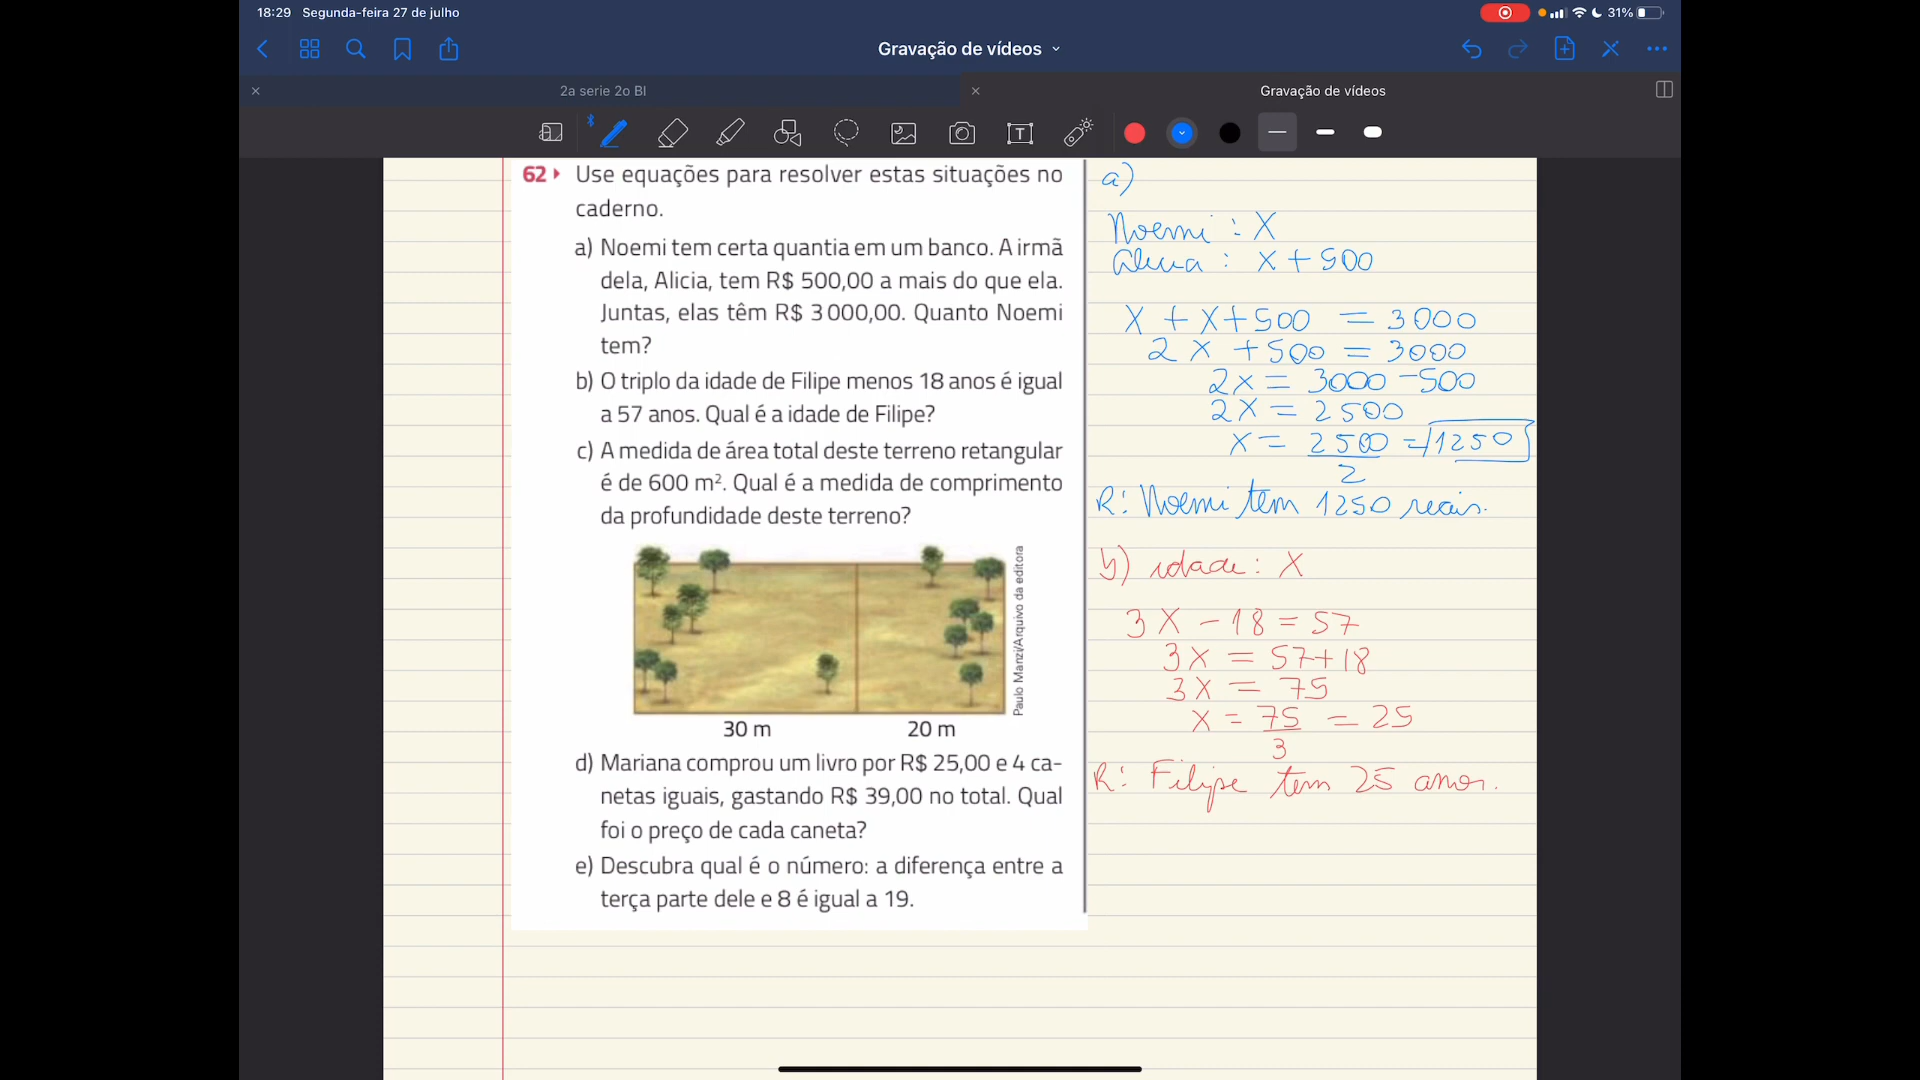 18:29 Segunda-feira 27 de julho
31%
Gravação de vídeos
2a serie 2o BI
Gravação de vídeos
62 Use equações para resolver estas situações no
caderno.
a) Noemi tem certa quantia em um banco. A irmã
dela, Alicia, tem R$ 500,00 a mais do que ela.
Juntas, elas têm R$ 3 000,00. Quanto Noemi
tem?
b) O triplo da idade de Filipe menos 18 anos é igual
a 57 anos. Qual é a idade de Filipe?
c) A medida de área total deste terreno retangular
é de 600 m². Qual é a medida de comprimento
da profundidade deste terreno?
Paulo Manzi/Arquivo da editora
30 m 20 m
d) Mariana comprou um livro por R$ 25,00 e 4 ca-
netas iguais, gastando R$ 39,00 no total. Qual
foi o preço de cada caneta?
e) Descubra qual é o número: a diferença entre a
terça parte dele e 8 é igual a 19.
a)
Noemi : X
: X + 500
X + X + 500 = 3000
2X + 500 = 3000
2X = 3000 - 500
2X = 2500
X = 2500 = 1250
2
R: Noemi tem 1250 reais.
b) idade: X
3X - 18 = 57
3X = 57 + 18
3X = 75
X = 75 = 25
3
R: Filipe tem 25 anos.